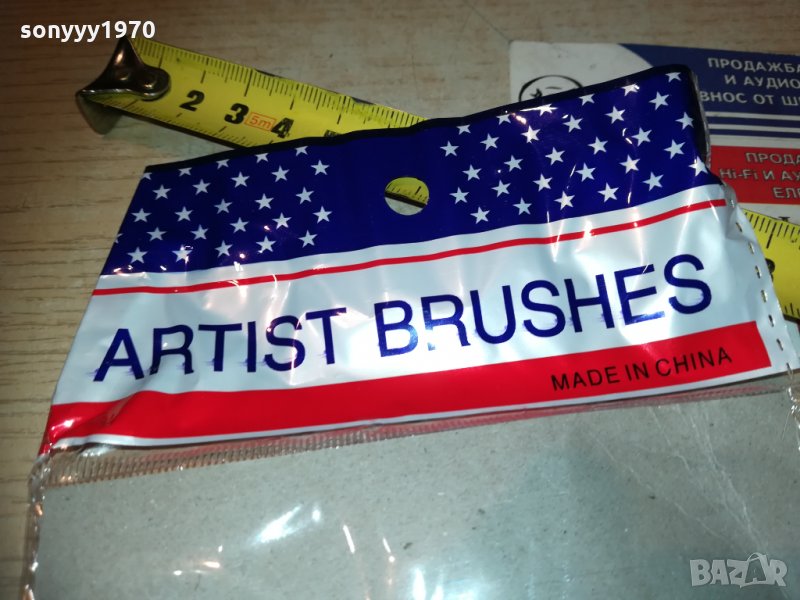 sonyyy1970
ПРОДАЖБА
И АУДИО
ВНОС ОТ
2 3 4
5m
ПРОДА
Hi-Fi И АУ
ЕЛЕ
ARTIST BRUSHES
MADE IN CHINA
BAZAR